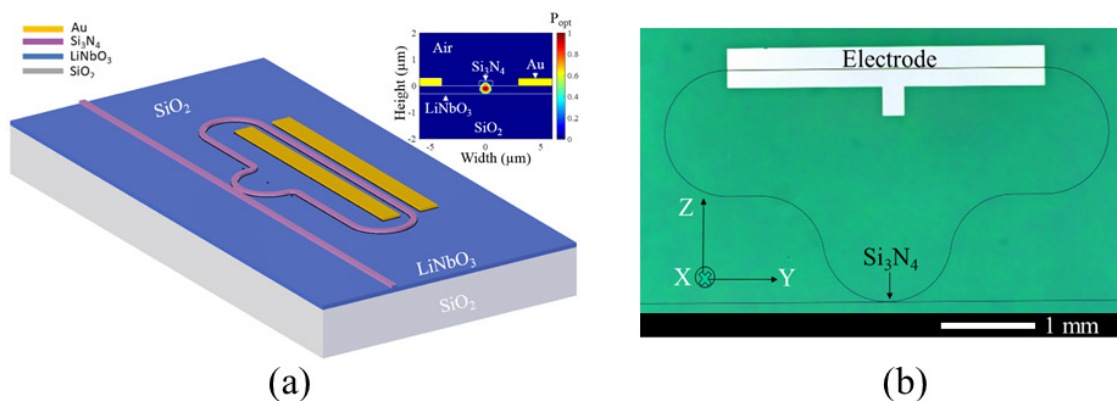 Au
Si₃N₄
LiNbO₃
SiO₂
SiO₂
LiNbO₃
SiO₂
P_opt
Height (μm)
2
1
0
-1
-2
Air
Si₃N₄
Au
LiNbO₃
SiO₂
-5 0 5
Width (μm)
1
0.8
0.6
0.4
0.2
0
(a)
Electrode
Z
X
Y
Si₃N₄
1 mm
(b)